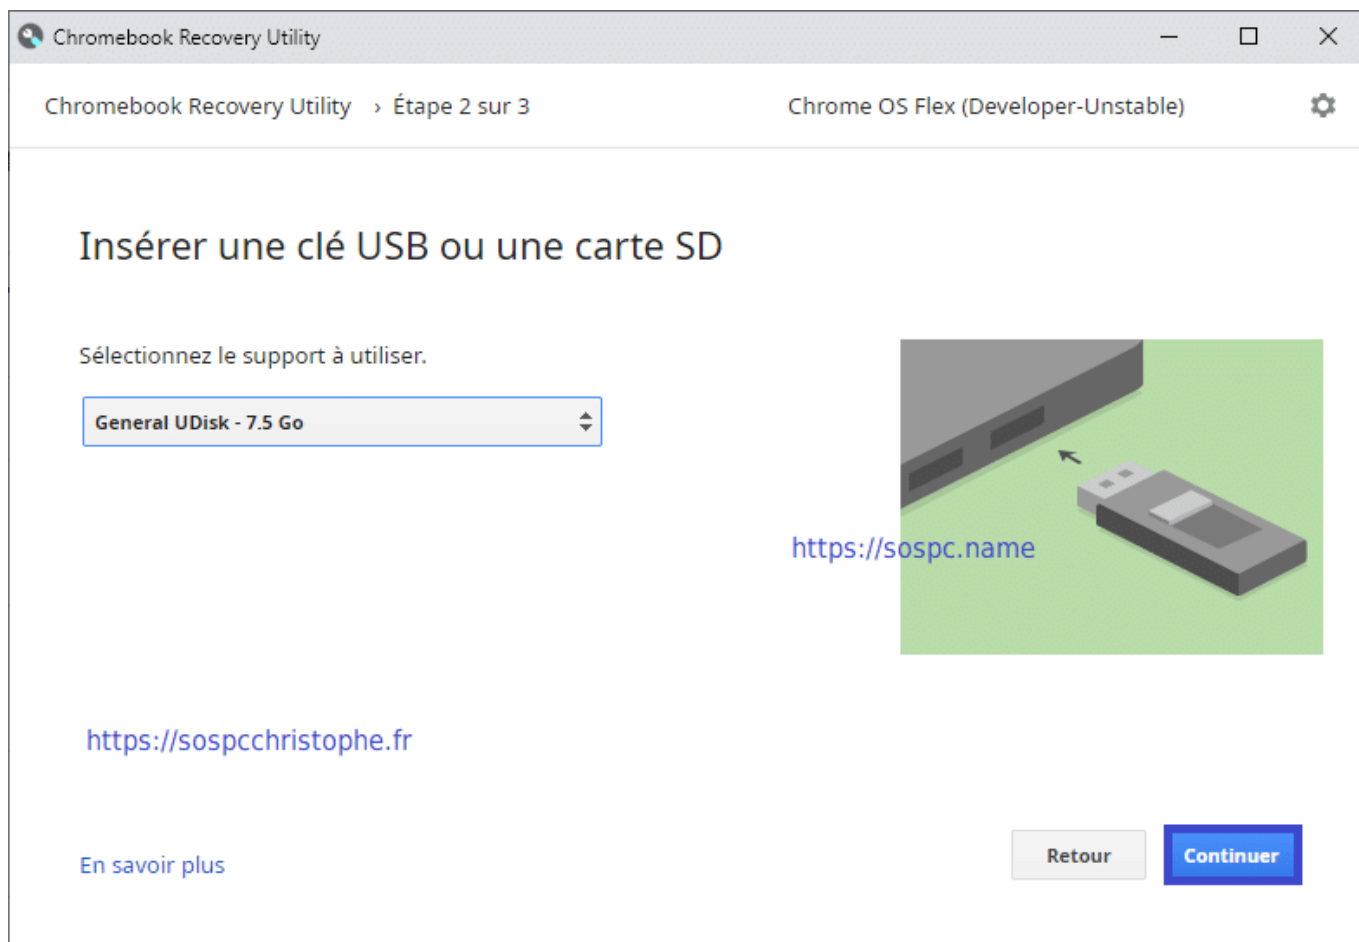 Chromebook Recovery Utility
Chromebook Recovery Utility › Étape 2 sur 3 Chrome OS Flex (Developer-Unstable)
Insérer une clé USB ou une carte SD
Sélectionnez le support à utiliser.
General UDisk - 7.5 Go
https://sospc.name
https://sospcchristophe.fr
En savoir plus
Retour
Continuer